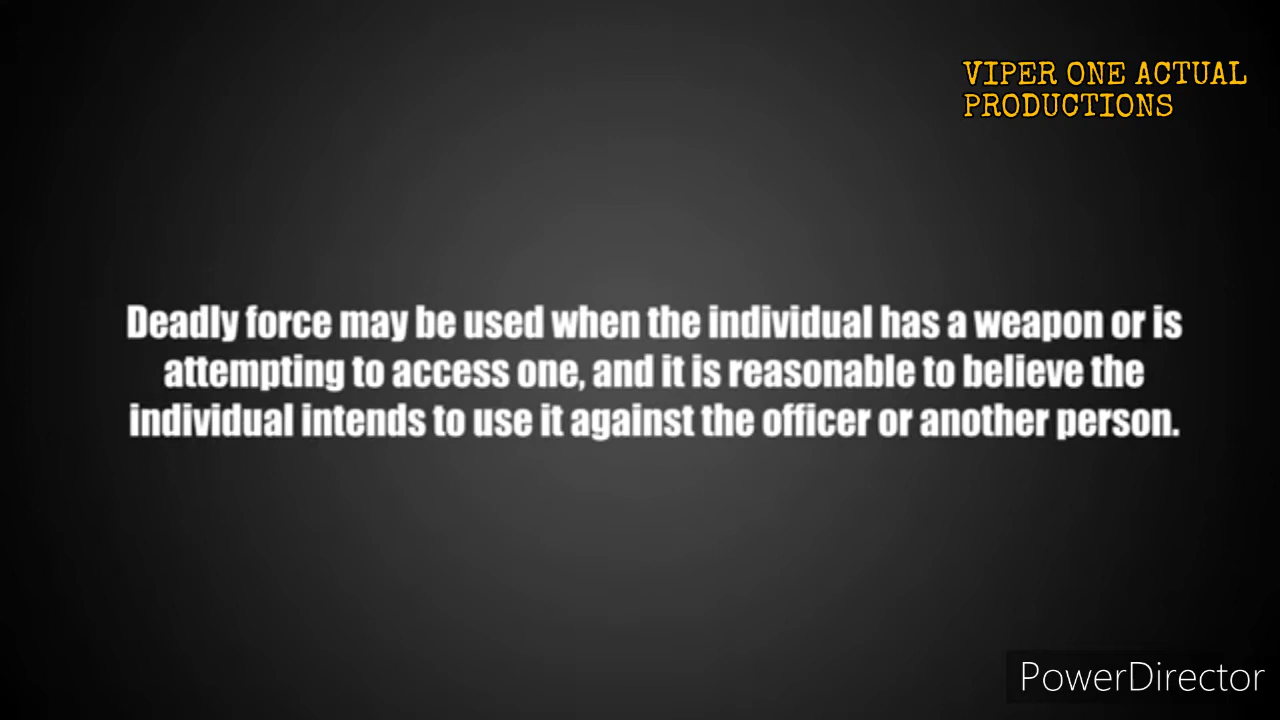 VIPER ONE ACTUAL
PRODUCTIONS
Deadly force may be used when the individual has a weapon or is
attempting to access one, and it is reasonable to believe the
individual intends to use it against the officer or another person.
PowerDirector